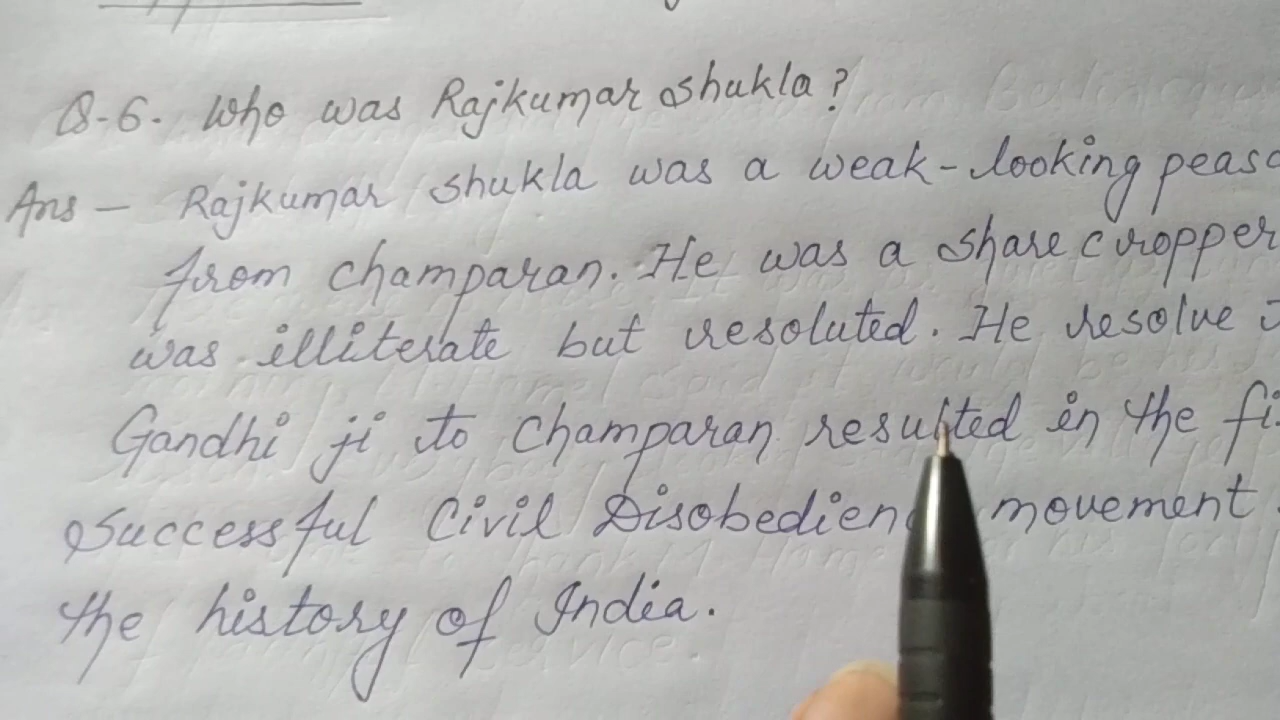 Q-6. Who was Rajkumar Shukla?
Ans - Rajkumar Shukla was a weak-looking peasa
from champaran. He was a share cropper
was illiterate but resoluted. He resolve
Gandhi ji to Champaran resulted in the fi
Successful Civil Disobedien movement
the history of India.